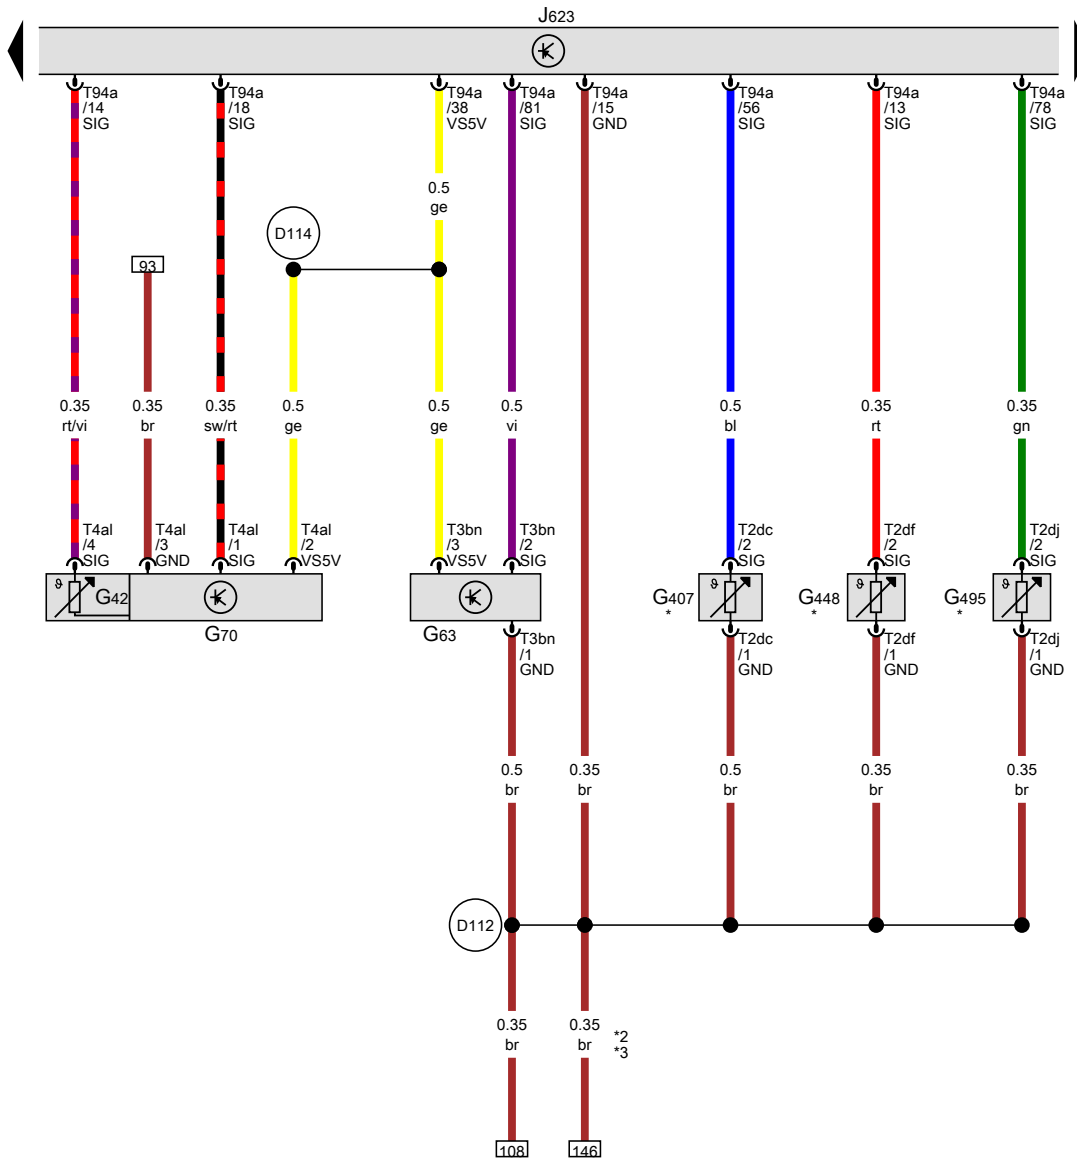 J623
T94a
/14
SIG
T94a
/18
SIG
T94a
/38
VS5V
T94a
/81
SIG
T94a
/15
GND
T94a
/56
SIG
T94a
/13
SIG
T94a
/78
SIG
0.5
ge
D114
93
0.35
rt/vi
0.35
br
0.35
sw/rt
0.5
ge
0.5
ge
0.5
vi
0.5
bl
0.35
rt
0.35
gn
T4al
/4
SIG
T4al
/3
GND
T4al
/1
SIG
T4al
/2
VS5V
T3bn
/3
VS5V
T3bn
/2
SIG
T2dc
/2
SIG
T2df
/2
SIG
T2dj
/2
SIG
ϑ
G42
G70
G63
G407
*
ϑ
G448
*
ϑ
G495
*
ϑ
T3bn
/1
GND
T2dc
/1
GND
T2df
/1
GND
T2dj
/1
GND
0.5
br
0.35
br
0.5
br
0.35
br
0.35
br
D112
0.35
br
0.35
br
*2
*3
108
146